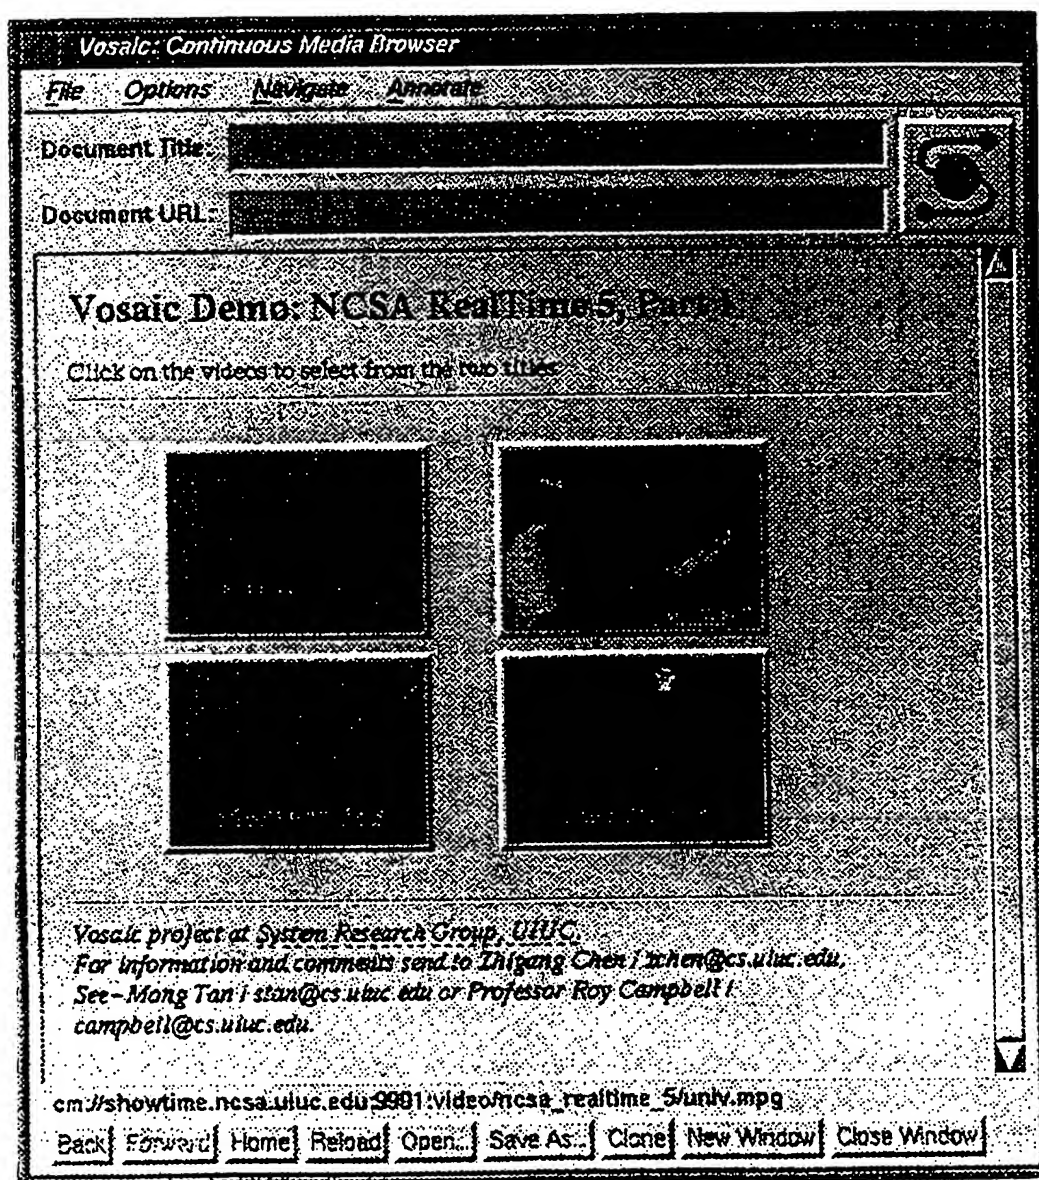 Vosaic: Continuous Media Browser
File Options Navigate Annotate
Document Title:
Document URL:
Vosaic Demo: NCSA RealTime 5, Part I
Click on the videos to select from the two titles
Vosaic project at System Research Group, UIUC.
For information and comments send to Zhigang Chen / zchen@cs.uiuc.edu,
See-Mong Tan / stan@cs.uiuc.edu or Professor Roy Campbell /
campbell@cs.uiuc.edu.
cm://showtime.ncsa.uiuc.edu:9901:video/ncsa_realtime_5/univ.mpg
Back Forward Home Reload Open... Save As... Clone New Window Close Window